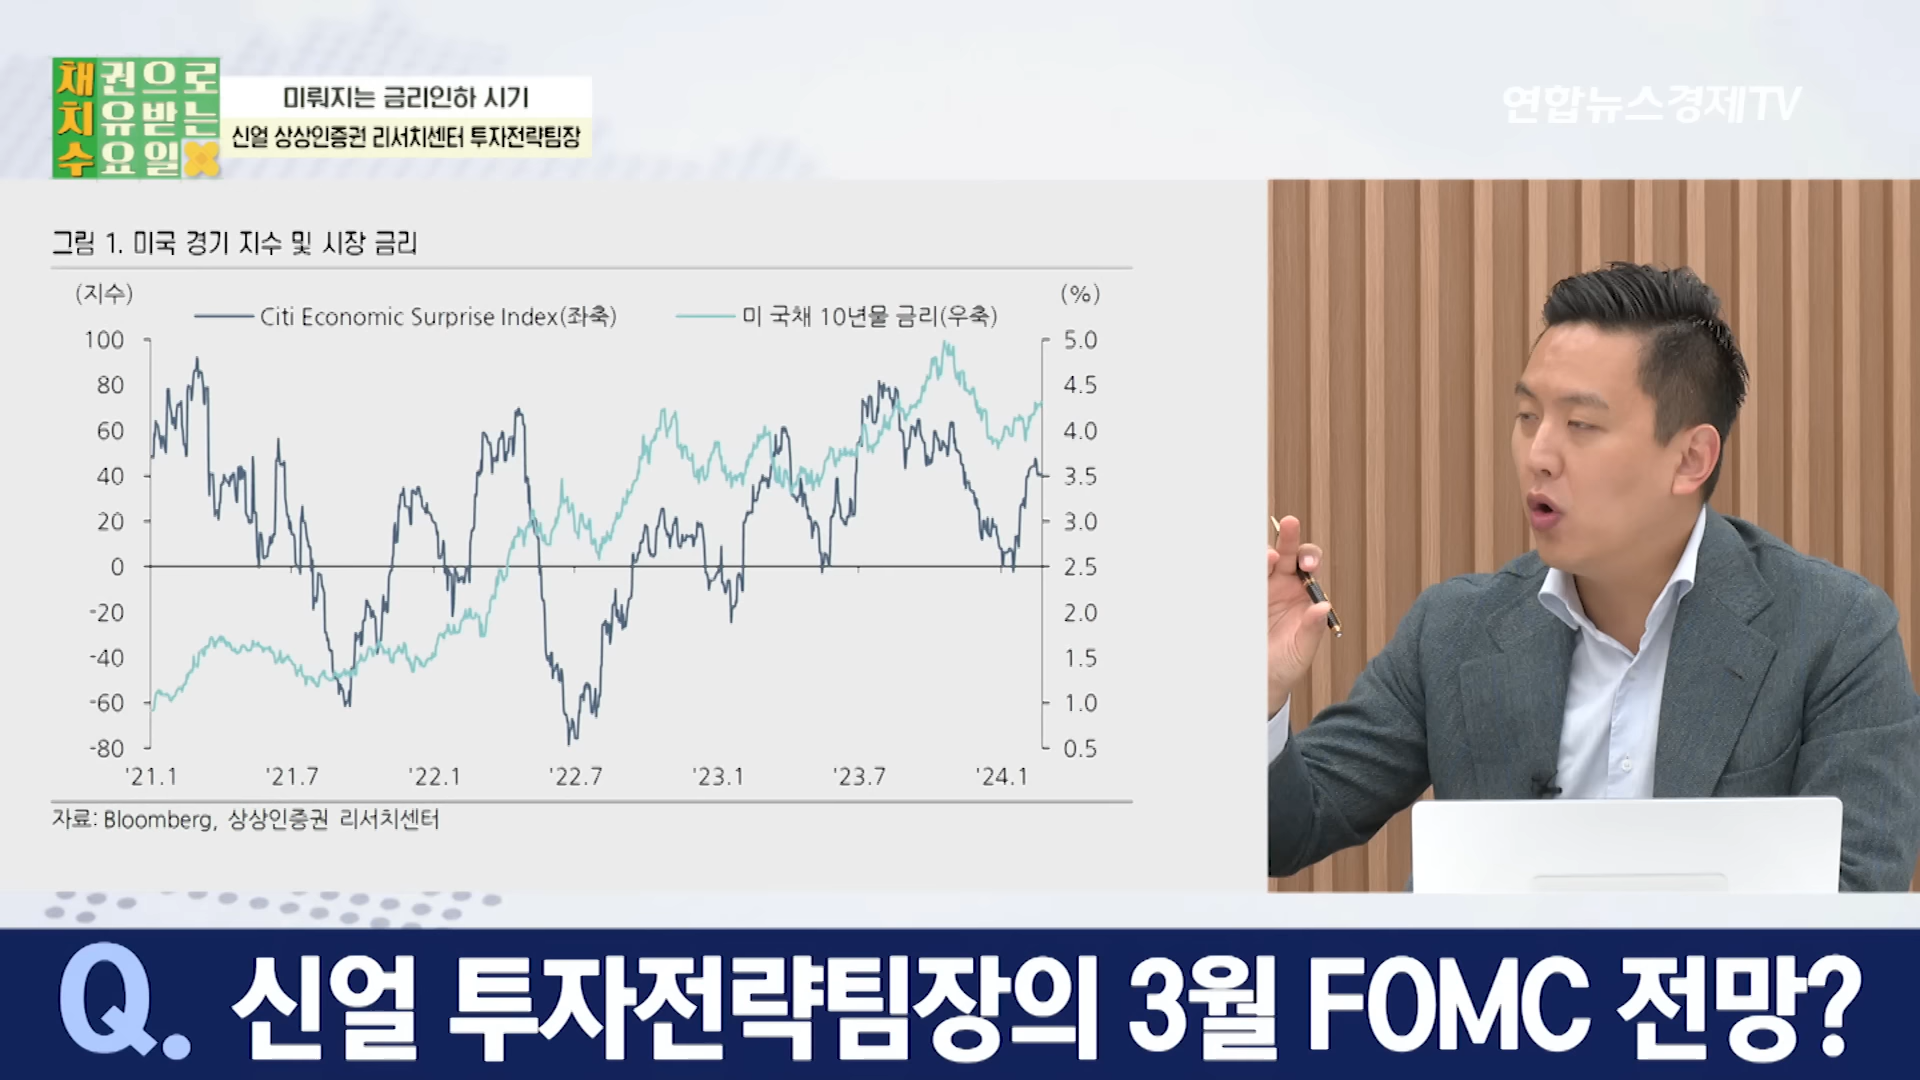 채권으로
치유받는
수요일
미뤄지는 금리인하 시기
신얼 상상인증권 리서치센터 투자전략팀장
연합뉴스경제TV
그림 1. 미국 경기 지수 및 시장 금리
(지수)
(%)
Citi Economic Surprise Index(좌축)
미 국채 10년물 금리(우축)
100
80
60
40
20
0
-20
-40
-60
-80
5.0
4.5
4.0
3.5
3.0
2.5
2.0
1.5
1.0
0.5
'21.1 '21.7 '22.1 '22.7 '23.1 '23.7 '24.1
자료: Bloomberg, 상상인증권 리서치센터
Q. 신얼 투자전략팀장의 3월 FOMC 전망?